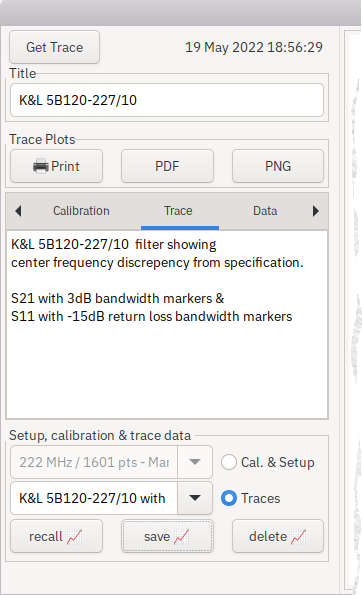 Get Trace
19 May 2022 18:56:29
Title
K&L 5B120-227/10
Trace Plots
Print
PDF
PNG
Calibration
Trace
Data
K&L 5B120-227/10  filter showing
center frequency discrepency from specification.
S21 with 3dB bandwidth markers &
S11 with -15dB return loss bandwidth markers
Setup, calibration & trace data
222 MHz / 1601 pts - Mar
Cal. & Setup
K&L 5B120-227/10 with
Traces
recall
save
delete